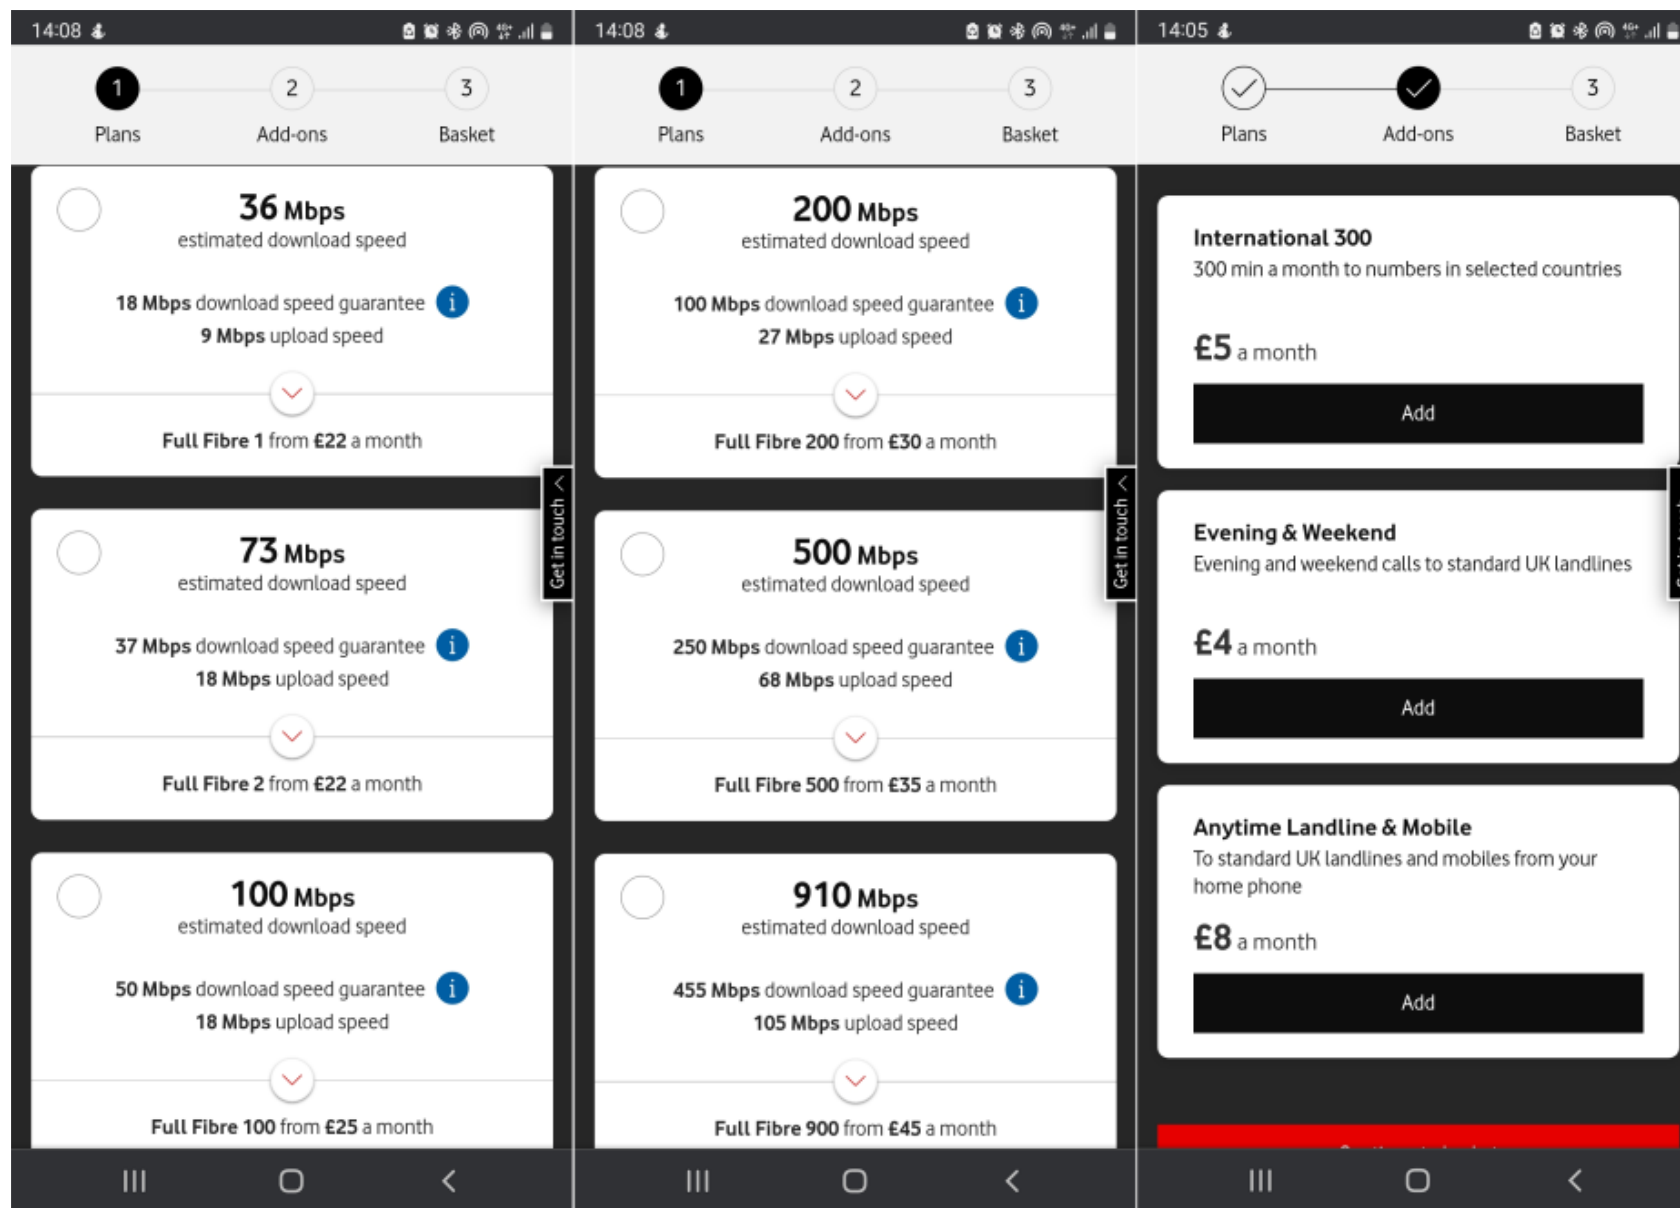 14:08
1
2
3
Plans
Add-ons
Basket
36 Mbps
estimated download speed
18 Mbps download speed guarantee i
9 Mbps upload speed
Full Fibre 1 from £22 a month
73 Mbps
estimated download speed
37 Mbps download speed guarantee i
18 Mbps upload speed
Full Fibre 2 from £22 a month
100 Mbps
estimated download speed
50 Mbps download speed guarantee i
18 Mbps upload speed
Full Fibre 100 from £25 a month
Get in touch
14:08
1
2
3
Plans
Add-ons
Basket
200 Mbps
estimated download speed
100 Mbps download speed guarantee i
27 Mbps upload speed
Full Fibre 200 from £30 a month
500 Mbps
estimated download speed
250 Mbps download speed guarantee i
68 Mbps upload speed
Full Fibre 500 from £35 a month
910 Mbps
estimated download speed
455 Mbps download speed guarantee i
105 Mbps upload speed
Full Fibre 900 from £45 a month
Get in touch
14:05
3
Plans
Add-ons
Basket
International 300
300 min a month to numbers in selected countries
£5 a month
Add
Evening & Weekend
Evening and weekend calls to standard UK landlines
£4 a month
Add
Anytime Landline & Mobile
To standard UK landlines and mobiles from your
home phone
£8 a month
Add